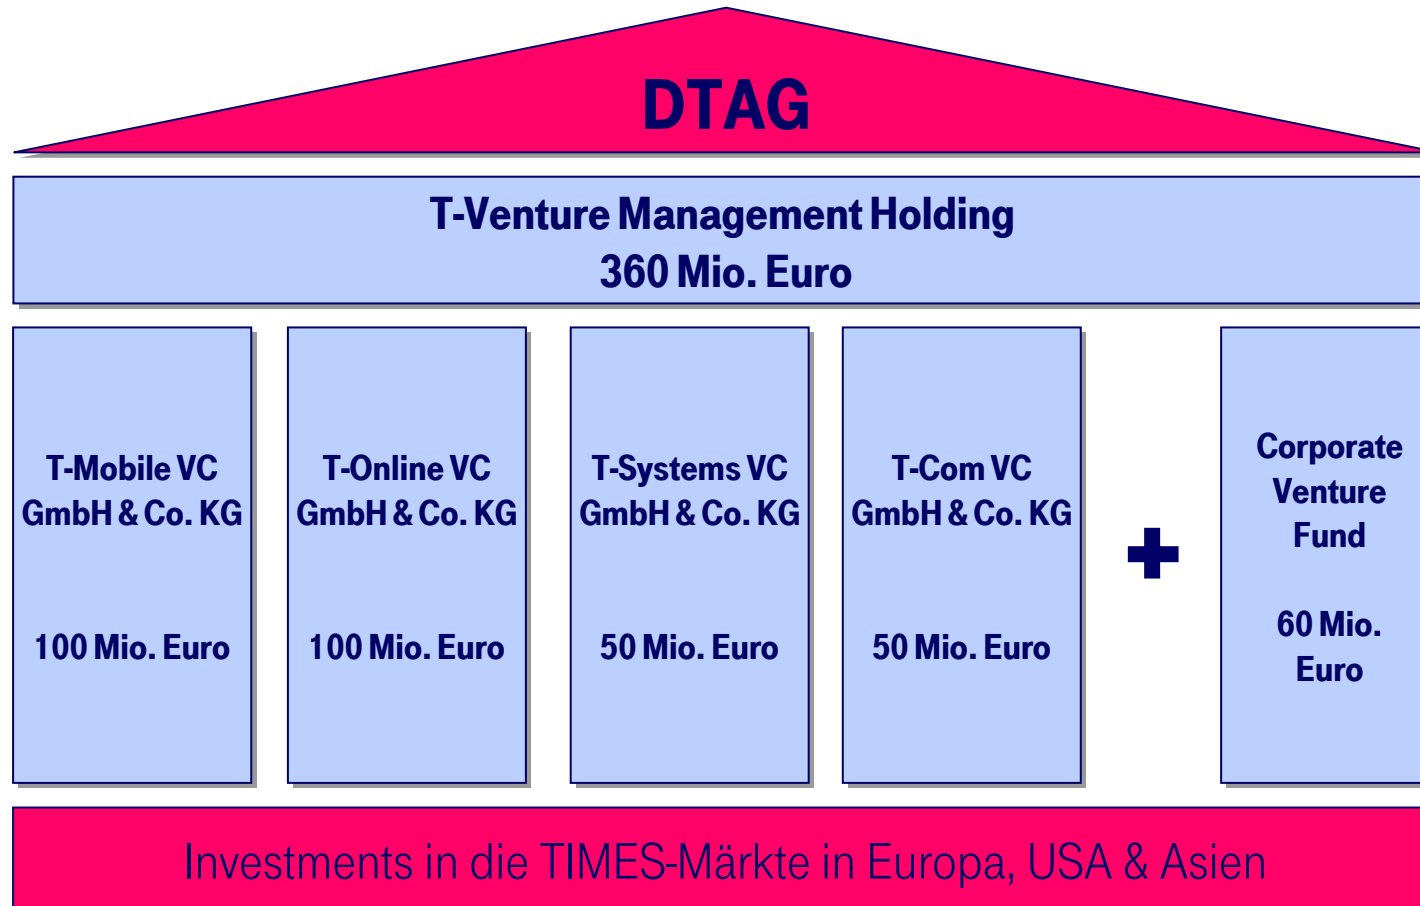 DTAG
T-Venture Management Holding
360 Mio. Euro
T-Mobile VC
GmbH & Co. KG
100 Mio. Euro
T-Online VC
GmbH & Co. KG
100 Mio. Euro
T-Systems VC
GmbH & Co. KG
50 Mio. Euro
T-Com VC
GmbH & Co. KG
50 Mio. Euro
+
Corporate
Venture
Fund
60 Mio.
Euro
Investments in die TIMES-Märkte in Europa, USA & Asien